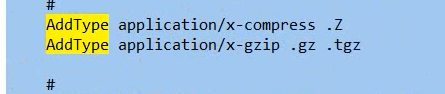 #
AddType application/x-compress .Z
AddType application/x-gzip .gz .tgz
#